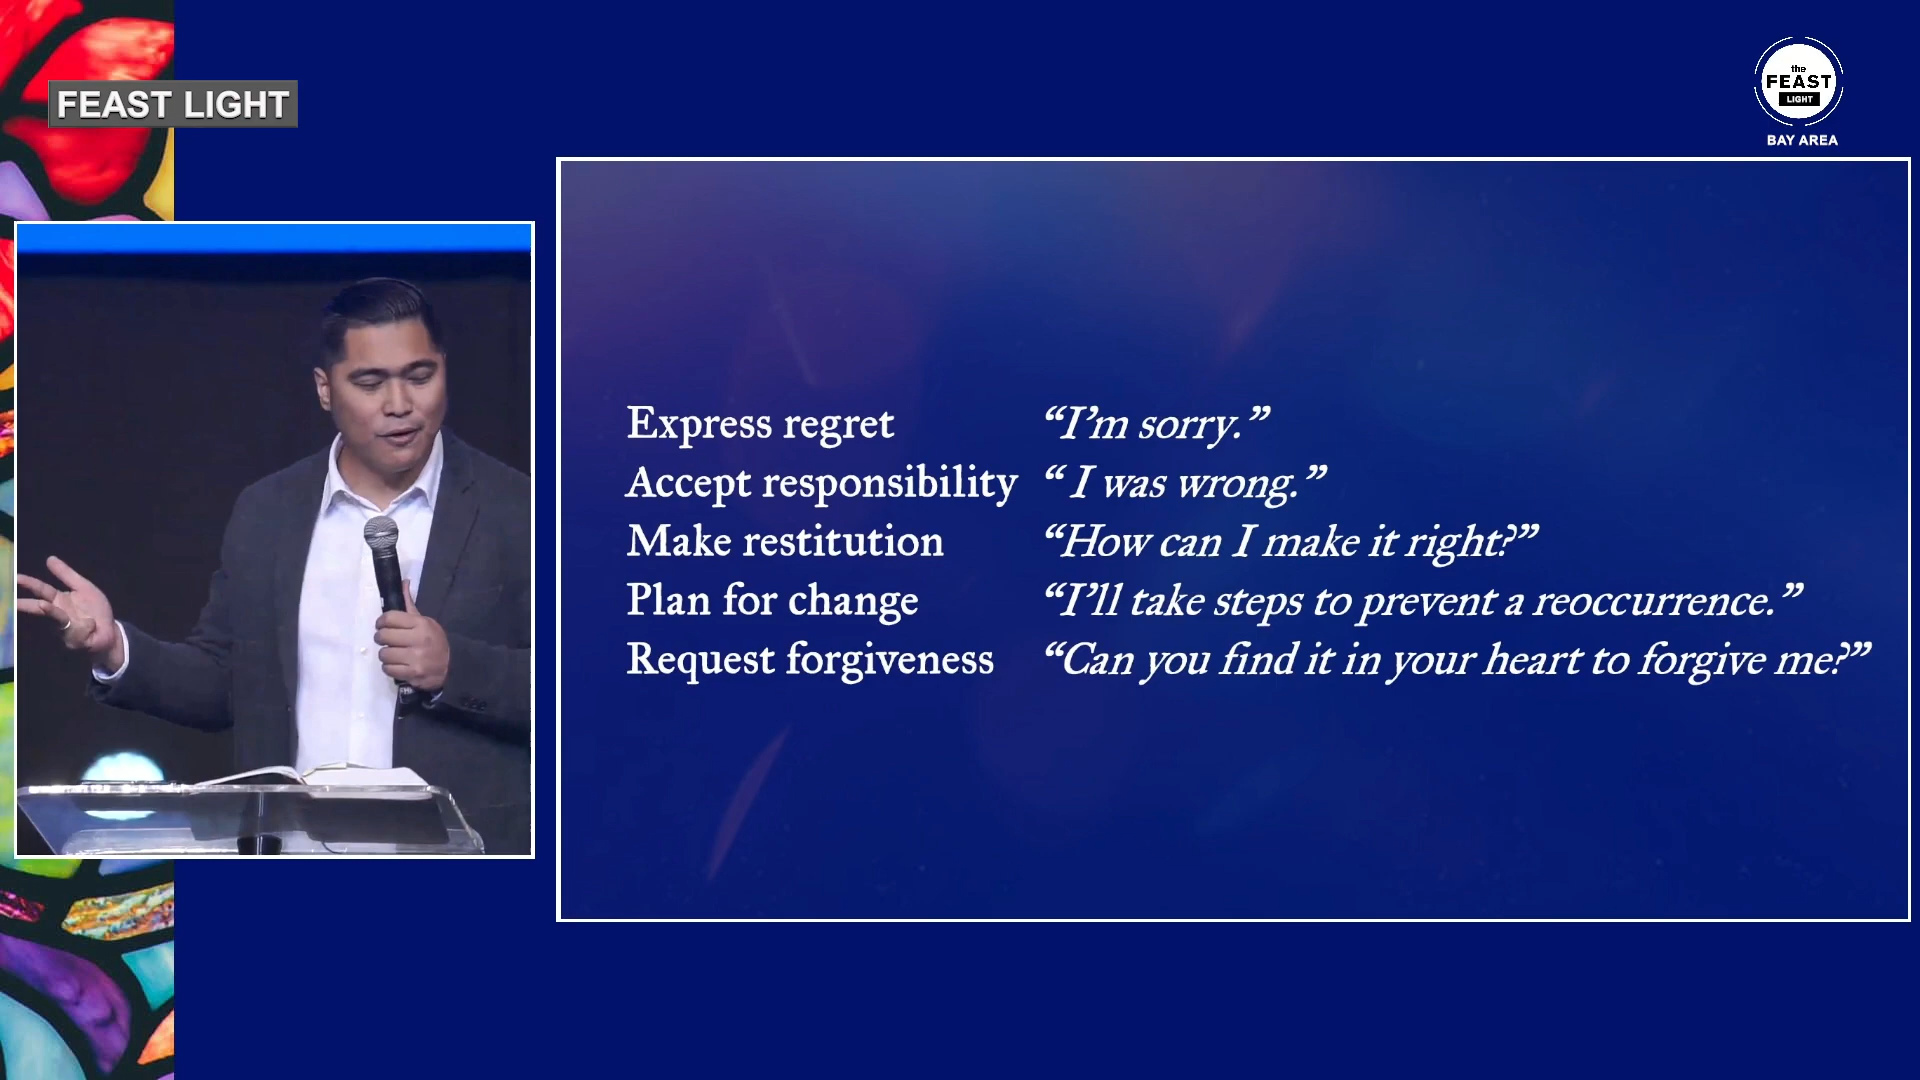 FEAST LIGHT
the
FEAST
LIGHT
BAY AREA
Express regret “I’m sorry.”
Accept responsibility “ I was wrong.”
Make restitution “How can I make it right?”
Plan for change “I’ll take steps to prevent a reoccurrence.”
Request forgiveness “Can you find it in your heart to forgive me?”